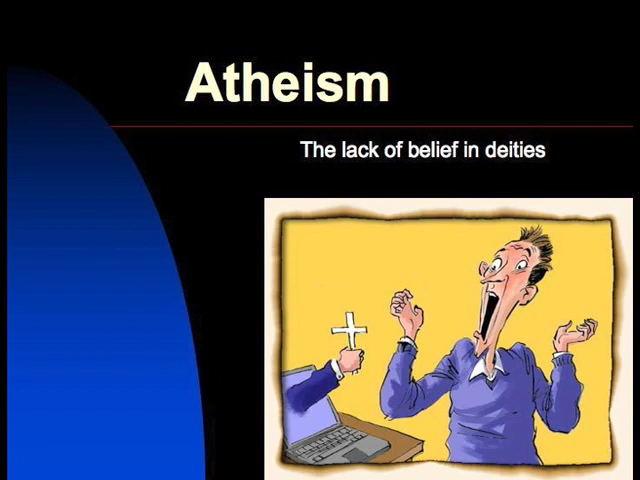 Atheism
The lack of belief in deities